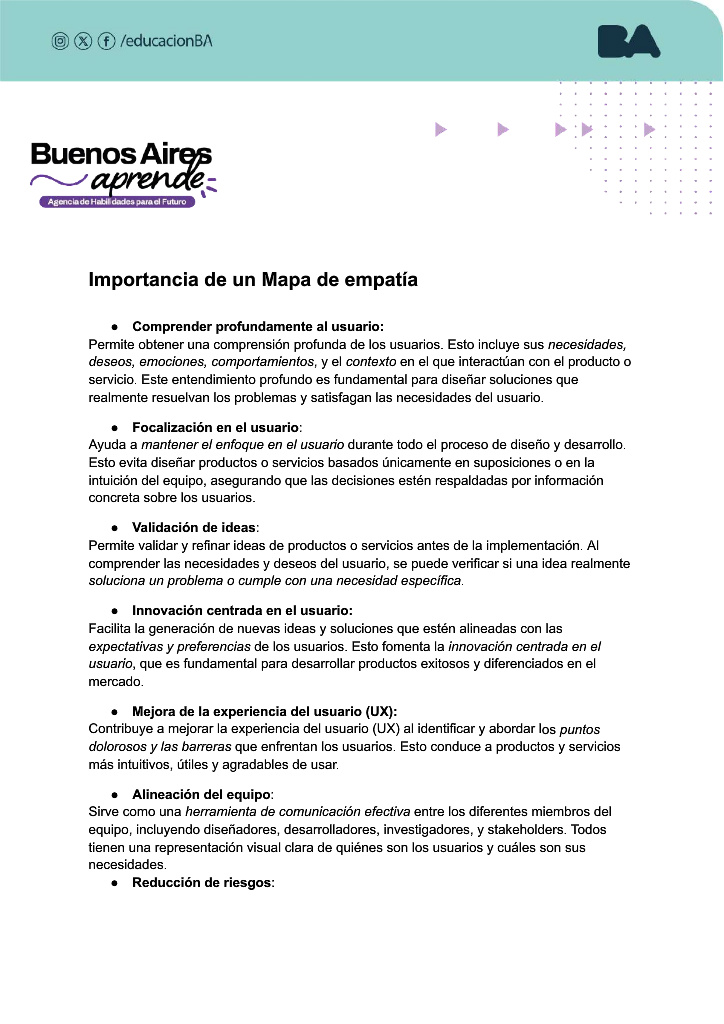 /educacionBA
BA
Buenos Aires
aprende
Agencia de Habilidades para el Futuro
Importancia de un Mapa de empatía
● Comprender profundamente al usuario:
Permite obtener una comprensión profunda de los usuarios. Esto incluye sus necesidades,
deseos, emociones, comportamientos, y el contexto en el que interactúan con el producto o
servicio. Este entendimiento profundo es fundamental para diseñar soluciones que
realmente resuelvan los problemas y satisfagan las necesidades del usuario.
● Focalización en el usuario:
Ayuda a mantener el enfoque en el usuario durante todo el proceso de diseño y desarrollo.
Esto evita diseñar productos o servicios basados únicamente en suposiciones o en la
intuición del equipo, asegurando que las decisiones estén respaldadas por información
concreta sobre los usuarios.
● Validación de ideas:
Permite validar y refinar ideas de productos o servicios antes de la implementación. Al
comprender las necesidades y deseos del usuario, se puede verificar si una idea realmente
soluciona un problema o cumple con una necesidad específica.
● Innovación centrada en el usuario:
Facilita la generación de nuevas ideas y soluciones que estén alineadas con las
expectativas y preferencias de los usuarios. Esto fomenta la innovación centrada en el
usuario, que es fundamental para desarrollar productos exitosos y diferenciados en el
mercado.
● Mejora de la experiencia del usuario (UX):
Contribuye a mejorar la experiencia del usuario (UX) al identificar y abordar los puntos
dolorosos y las barreras que enfrentan los usuarios. Esto conduce a productos y servicios
más intuitivos, útiles y agradables de usar.
● Alineación del equipo:
Sirve como una herramienta de comunicación efectiva entre los diferentes miembros del
equipo, incluyendo diseñadores, desarrolladores, investigadores, y stakeholders. Todos
tienen una representación visual clara de quiénes son los usuarios y cuáles son sus
necesidades.
● Reducción de riesgos: